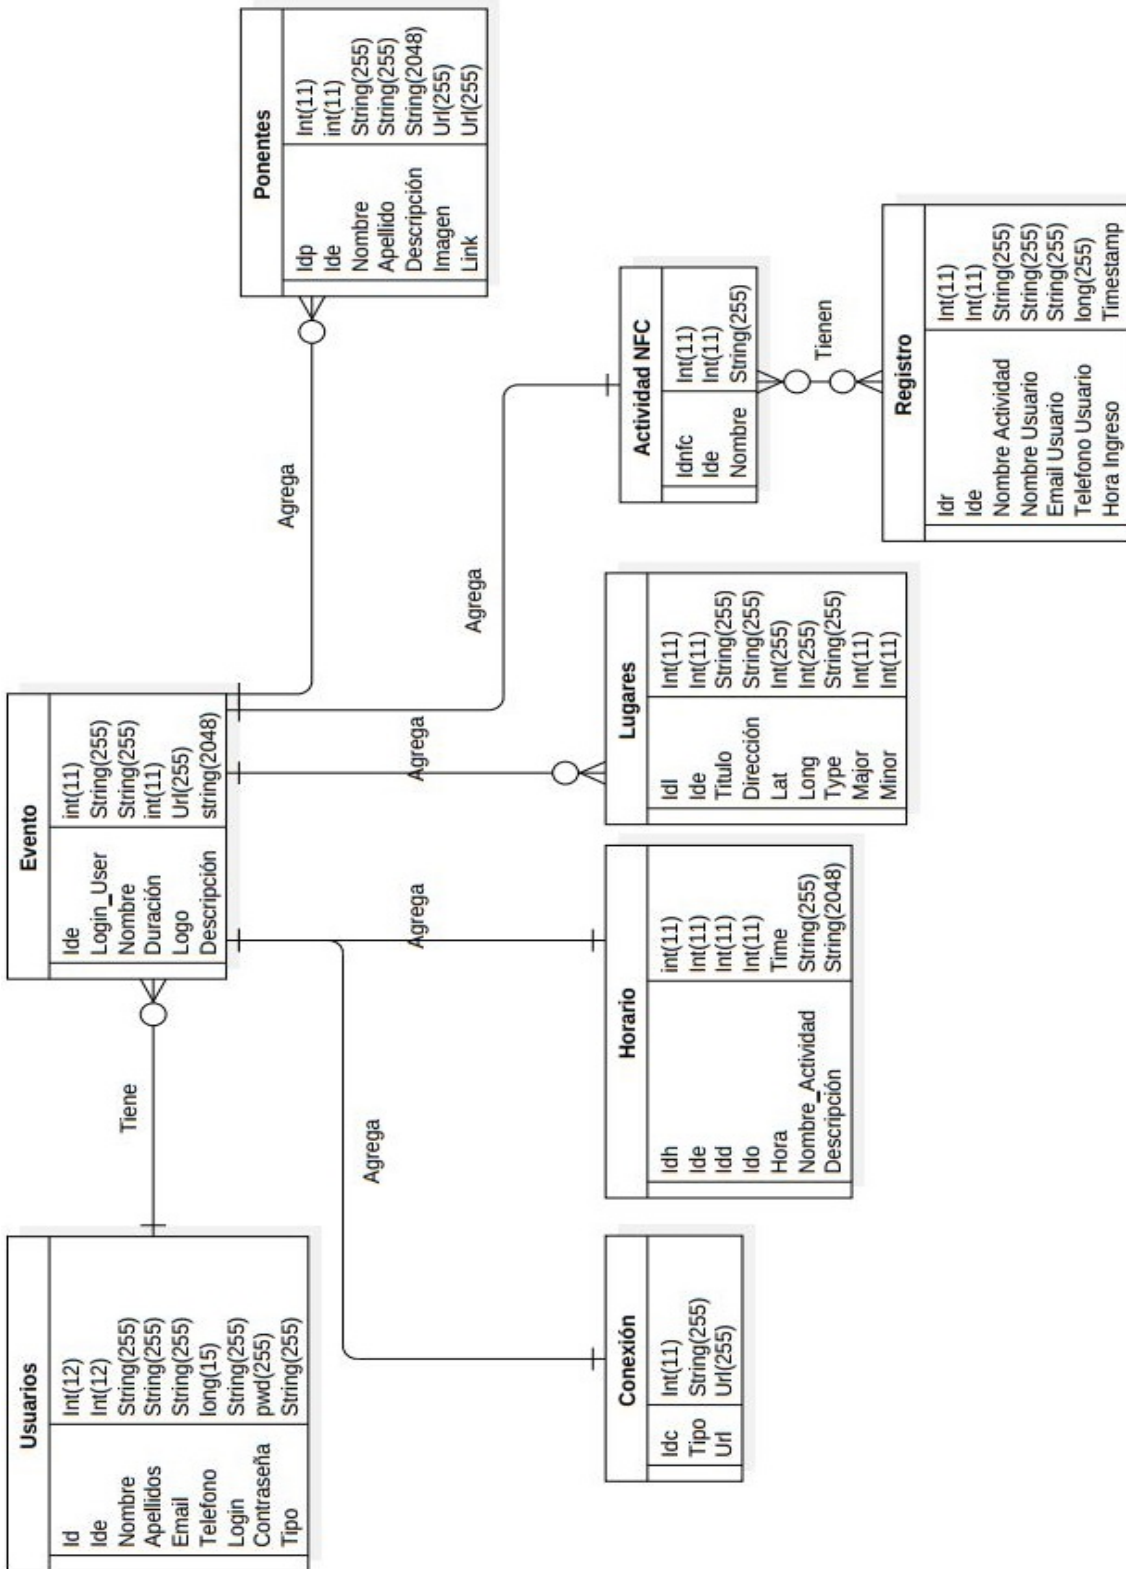 Usuarios
Id Int(12)
Ide Int(12)
Nombre String(255)
Apellidos String(255)
Email String(255)
Telefono long(15)
Login String(255)
Contraseña pwd(255)
Tipo String(255)
Tiene
Evento
Ide int(11)
Login_User String(255)
Nombre String(255)
Duración int(11)
Logo Url(255)
Descripción string(2048)
Agrega
Ponentes
Idp Int(11)
Ide int(11)
Nombre String(255)
Apellido String(255)
Descripción String(2048)
Imagen Url(255)
Link Url(255)
Agrega
Agrega
Agrega
Agrega
Conexión
Idc Int(11)
Tipo String(255)
Url Url(255)
Horario
Idh int(11)
Ide Int(11)
Idd Int(11)
Ido Int(11)
Hora Time
Nombre_Actividad String(255)
Descripción String(2048)
Lugares
Idl Int(11)
Ide Int(11)
Titulo String(255)
Dirección String(255)
Lat Int(255)
Long Int(255)
Type String(255)
Major Int(11)
Minor Int(11)
Actividad NFC
Idnfc Int(11)
Ide Int(11)
Nombre String(255)
Tienen
Registro
Idr Int(11)
Ide Int(11)
Nombre Actividad String(255)
Nombre Usuario String(255)
Email Usuario String(255)
Telefono Usuario long(255)
Hora Ingreso Timestamp